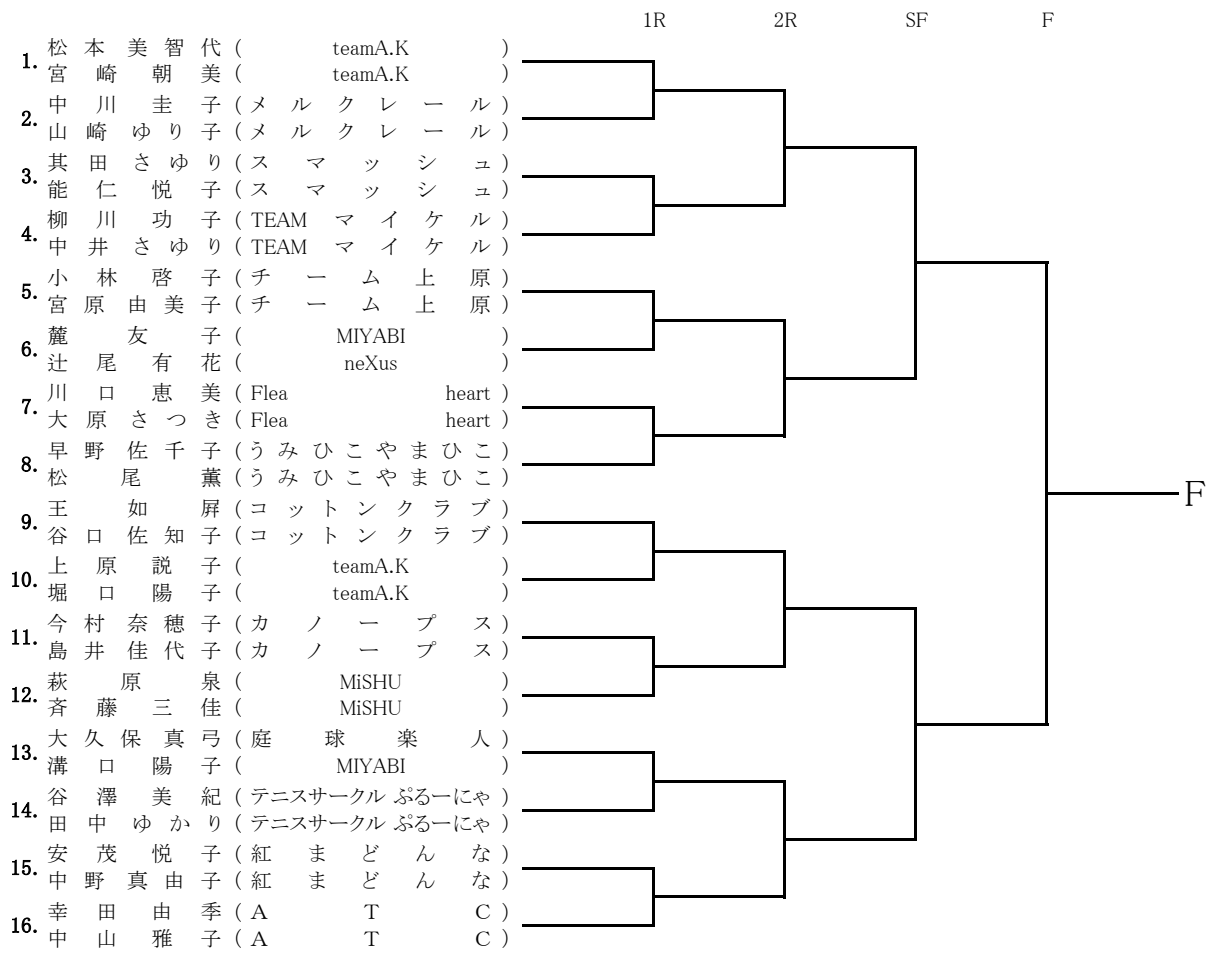 1R 2R SF F
1. 松本美智代 ( teamA.K )
宮崎朝美 ( teamA.K )
2. 中川圭子 ( メルクレール )
山崎ゆり子 ( メルクレール )
3. 其田さゆり ( スマッシュ )
能仁悦子 ( スマッシュ )
4. 柳川功子 ( TEAM マイケル )
中井さゆり ( TEAM マイケル )
5. 小林啓子 ( チーム上原 )
宮原由美子 ( チーム上原 )
6. 麓友子 ( MIYABI )
辻尾有花 ( neXus )
7. 川口恵美 ( Flea heart )
大原さつき ( Flea heart )
8. 早野佐千子 ( うみひこやまひこ )
松尾薫 ( うみひこやまひこ )
9. 王如屏 ( コットンクラブ )
谷口佐知子 ( コットンクラブ )
F
10. 上原説子 ( teamA.K )
堀口陽子 ( teamA.K )
11. 今村奈穂子 ( カノープス )
島井佳代子 ( カノープス )
12. 萩原泉 ( MiSHU )
斉藤三佳 ( MiSHU )
13. 大久保真弓 ( 庭球楽人 )
溝口陽子 ( MIYABI )
14. 谷澤美紀 ( テニスサークル ぷるーにゃ )
田中ゆかり ( テニスサークル ぷるーにゃ )
15. 安茂悦子 ( 紅まどんな )
中野真由子 ( 紅まどんな )
16. 幸田由季 ( A T C )
中山雅子 ( A T C )